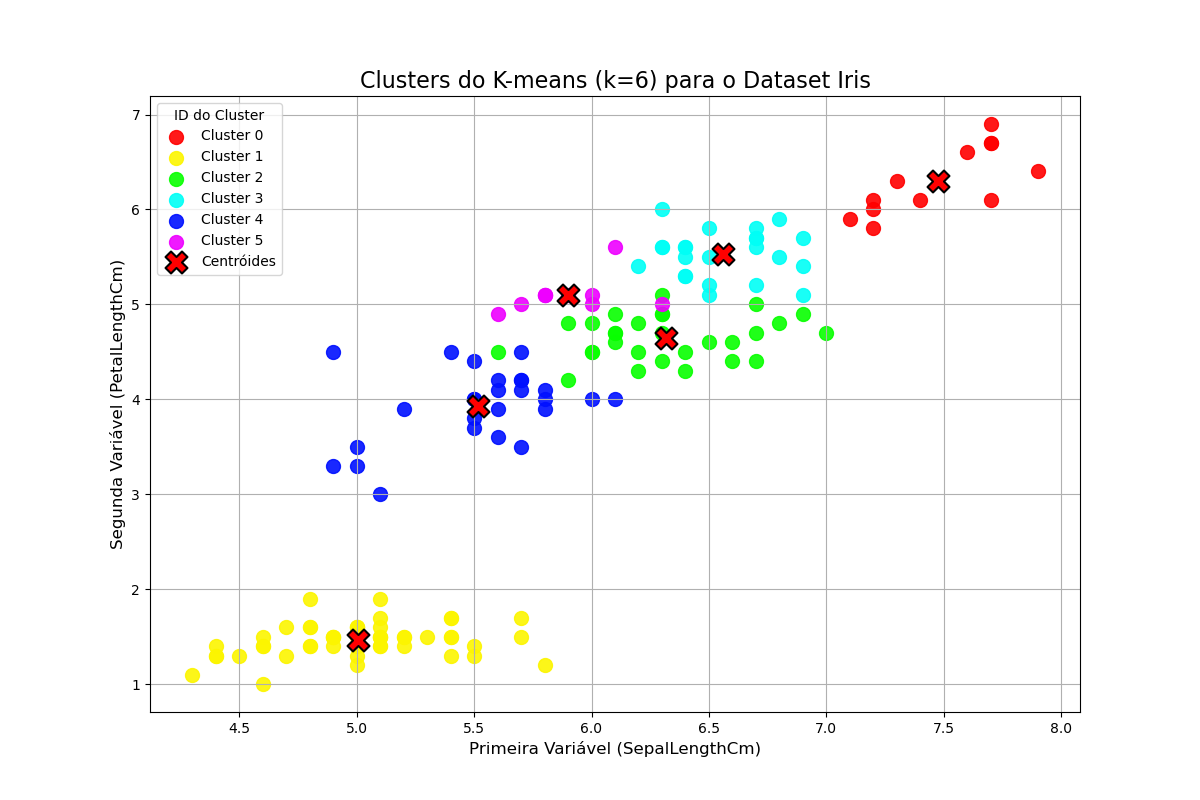 Clusters do K-means (k=6) para o Dataset Iris
ID do Cluster
Cluster 0
Cluster 1
Cluster 2
Cluster 3
Cluster 4
Cluster 5
Centróides
Segunda Variável (PetalLengthCm)
7
6
5
4
3
2
1
4.5 5.0 5.5 6.0 6.5 7.0 7.5 8.0
Primeira Variável (SepalLengthCm)